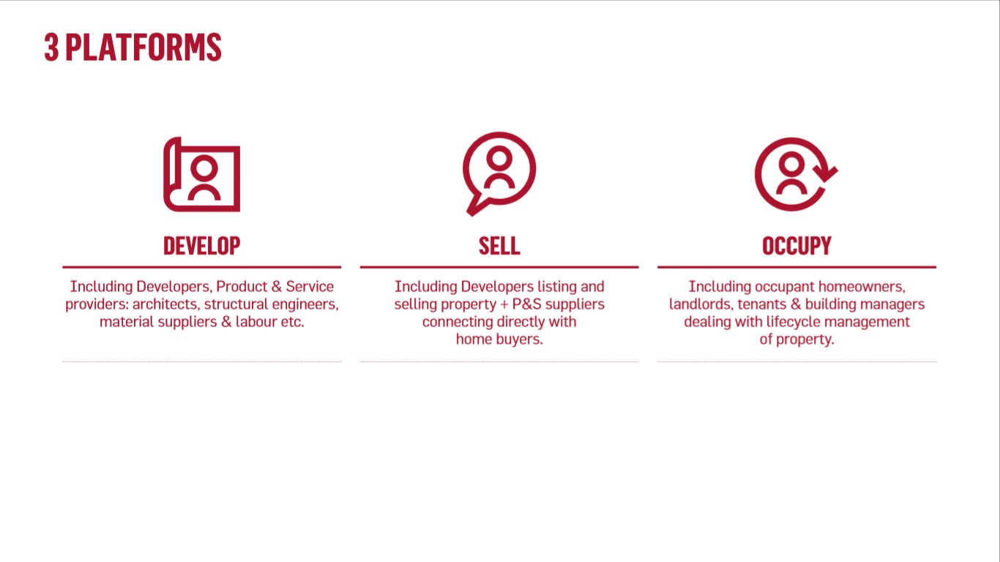 3 PLATFORMS
DEVELOP
Including Developers, Product & Service
providers: architects, structural engineers,
material suppliers & labour etc.
SELL
Including Developers listing and
selling property + P&S suppliers
connecting directly with
home buyers.
OCCUPY
Including occupant homeowners,
landlords, tenants & building managers
dealing with lifecycle management
of property.